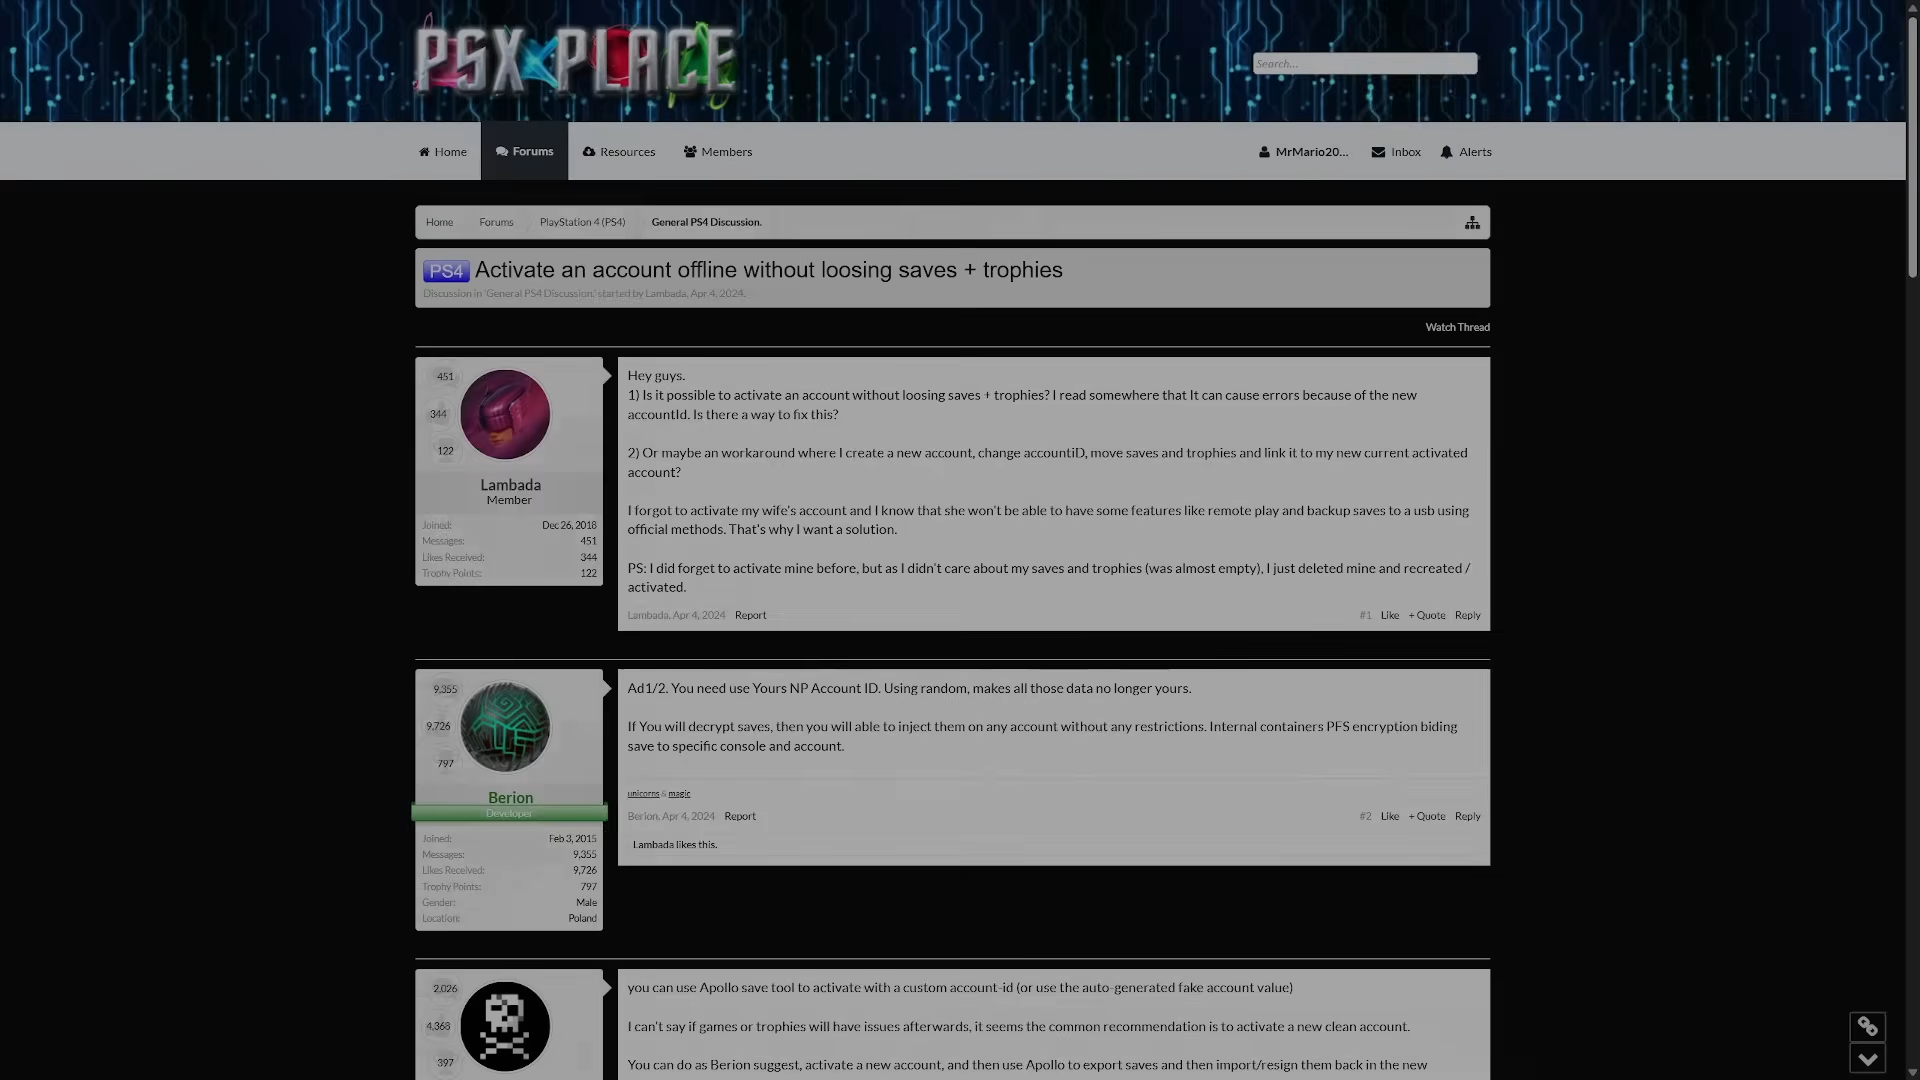 PSX PLACE
Search...
Home
Forums
Resources
Members
MrMario20...
Inbox
Alerts
Home
Forums
PlayStation 4 (PS4)
General PS4 Discussion.
PS4 Activate an account offline without loosing saves + trophies
Discussion in 'General PS4 Discussion.' started by Lambada, Apr 4, 2024.
Watch Thread
451
344
122
Lambada
Member
Joined: Dec 26, 2018
Messages: 451
Likes Received: 344
Trophy Points: 122
Hey guys.
1) Is it possible to activate an account without loosing saves + trophies? I read somewhere that It can cause errors because of the new
accountId. Is there a way to fix this?
2) Or maybe an workaround where I create a new account, change accountiD, move saves and trophies and link it to my new current activated
account?
I forgot to activate my wife's account and I know that she won't be able to have some features like remote play and backup saves to a usb using
official methods. That's why I want a solution.
PS: I did forget to activate mine before, but as I didn't care about my saves and trophies (was almost empty), I just deleted mine and recreated /
activated.
Lambada, Apr 4, 2024 Report #1 Like + Quote Reply
9,355
9,726
797
Berion
Developer
Joined: Feb 3, 2015
Messages: 9,355
Likes Received: 9,726
Trophy Points: 797
Gender: Male
Location: Poland
Ad1/2. You need use Yours NP Account ID. Using random, makes all those data no longer yours.
If You will decrypt saves, then you will able to inject them on any account without any restrictions. Internal containers PFS encryption biding
save to specific console and account.
unicorns & magic
Berion, Apr 4, 2024 Report #2 Like + Quote Reply
Lambada likes this.
2,026
4,368
397
you can use Apollo save tool to activate with a custom account-id (or use the auto-generated fake account value)
I can't say if games or trophies will have issues afterwards, it seems the common recommendation is to activate a new clean account.
You can do as Berion suggest, activate a new account, and then use Apollo to export saves and then import/resign them back in the new